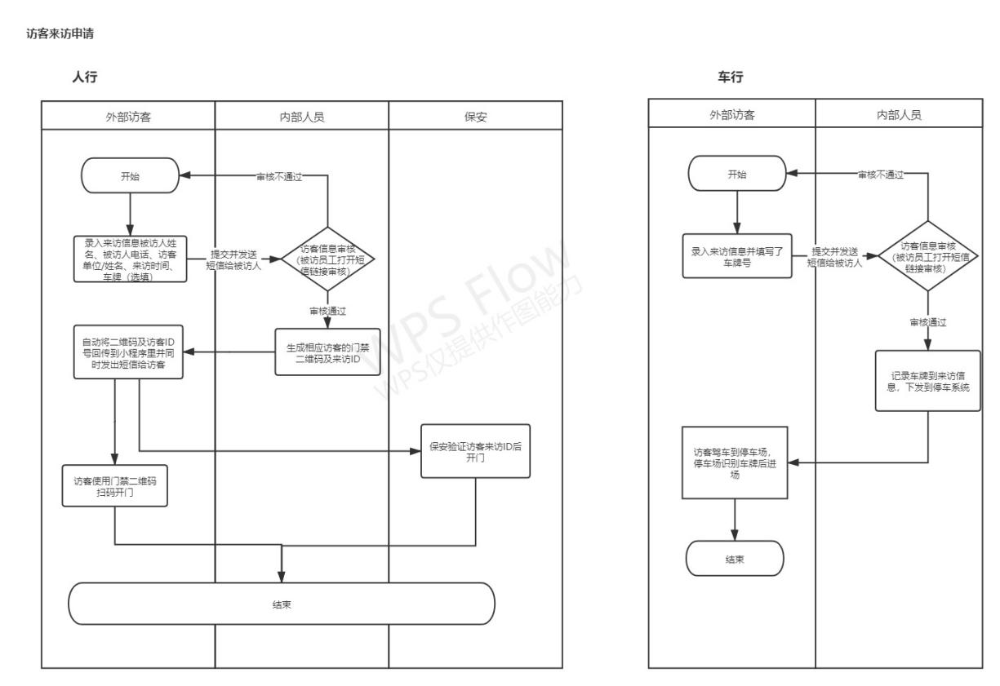 访客来访申请
人行
外部访客
内部人员
保安
开始
审核不通过
录入来访信息被访人姓
名、被访人电话、访客
单位/姓名、来访时间、
车牌（选填）
提交并发送
短信给被访人
访客信息审核
（被访员工打开短
信链接审核）
审核通过
自动将二维码及访客ID
号回传到小程序里并同
时发出短信给访客
生成相应访客的门禁
二维码及来访ID
保安验证访客来访ID后
开门
访客使用门禁二维码
扫码开门
结束
车行
外部访客
内部人员
开始
审核不通过
录入来访信息并填写了
车牌号
提交并发送
短信给被访人
访客信息审核
（被访员工打开短信
链接审核）
审核通过
记录车牌到来访信
息，下发到停车系统
访客驾车到停车场，
停车场识别车牌后进
场
结束
WPS Flow
WPS仅提供作图能力